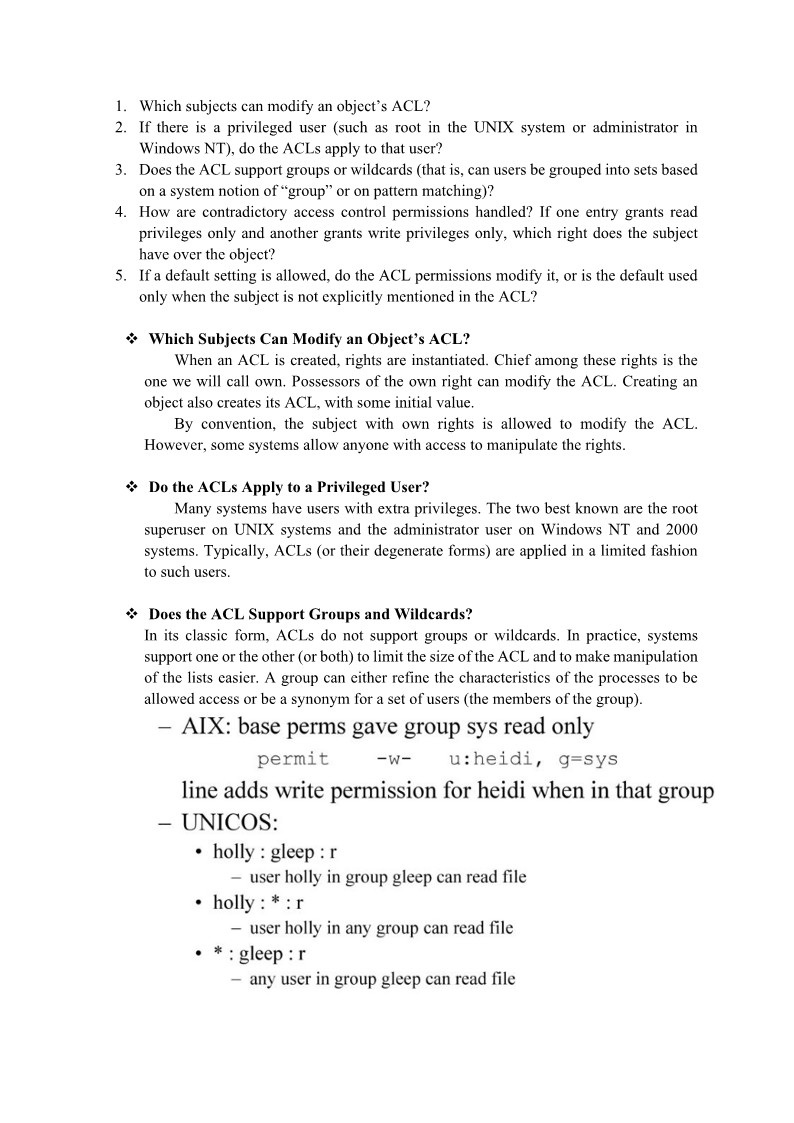 1. Which subjects can modify an object’s ACL?
2. If there is a privileged user (such as root in the UNIX system or administrator in
Windows NT), do the ACLs apply to that user?
3. Does the ACL support groups or wildcards (that is, can users be grouped into sets based
on a system notion of “group” or on pattern matching)?
4. How are contradictory access control permissions handled? If one entry grants read
privileges only and another grants write privileges only, which right does the subject
have over the object?
5. If a default setting is allowed, do the ACL permissions modify it, or is the default used
only when the subject is not explicitly mentioned in the ACL?
❖ Which Subjects Can Modify an Object’s ACL?
When an ACL is created, rights are instantiated. Chief among these rights is the
one we will call own. Possessors of the own right can modify the ACL. Creating an
object also creates its ACL, with some initial value.
By convention, the subject with own rights is allowed to modify the ACL.
However, some systems allow anyone with access to manipulate the rights.
❖ Do the ACLs Apply to a Privileged User?
Many systems have users with extra privileges. The two best known are the root
superuser on UNIX systems and the administrator user on Windows NT and 2000
systems. Typically, ACLs (or their degenerate forms) are applied in a limited fashion
to such users.
❖ Does the ACL Support Groups and Wildcards?
In its classic form, ACLs do not support groups or wildcards. In practice, systems
support one or the other (or both) to limit the size of the ACL and to make manipulation
of the lists easier. A group can either refine the characteristics of the processes to be
allowed access or be a synonym for a set of users (the members of the group).
– AIX: base perms gave group sys read only
permit -w- u:heidi, g=sys
line adds write permission for heidi when in that group
– UNICOS:
• holly : gleep : r
– user holly in group gleep can read file
• holly : * : r
– user holly in any group can read file
• * : gleep : r
– any user in group gleep can read file